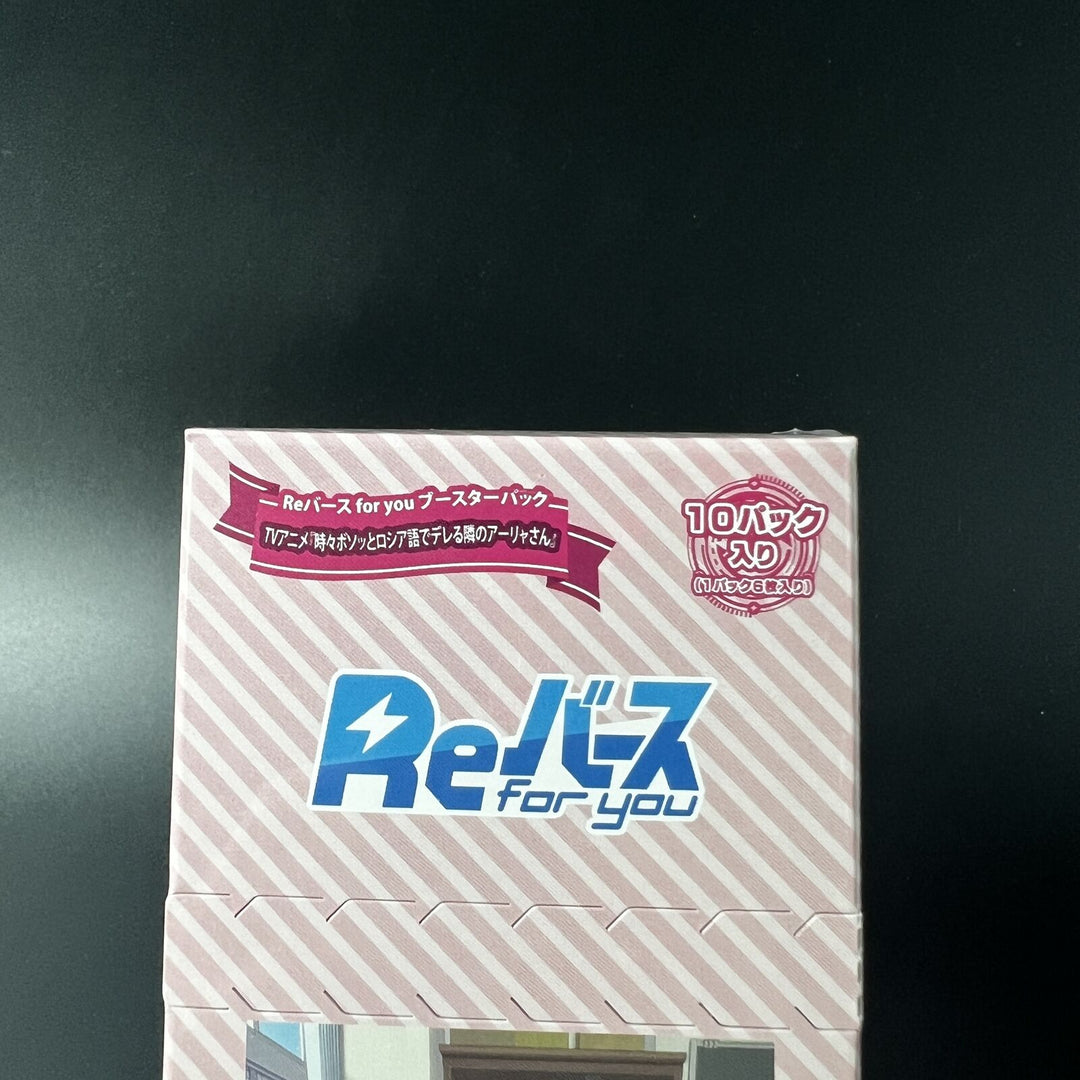 Reバース for you ブースターパック
TVアニメ『時々ボソッとロシア語でデレる隣のアーリャさん』
10パック
入り
(1パック6枚入り)
Reバース
for you